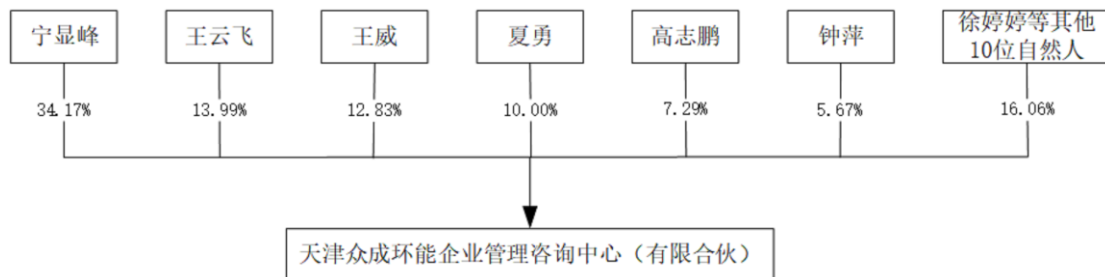 宁显峰
王云飞
王威
夏勇
高志鹏
钟萍
徐婷婷等其他
10位自然人
34.17%
13.99%
12.83%
10.00%
7.29%
5.67%
16.06%
天津众成环能企业管理咨询中心（有限合伙）